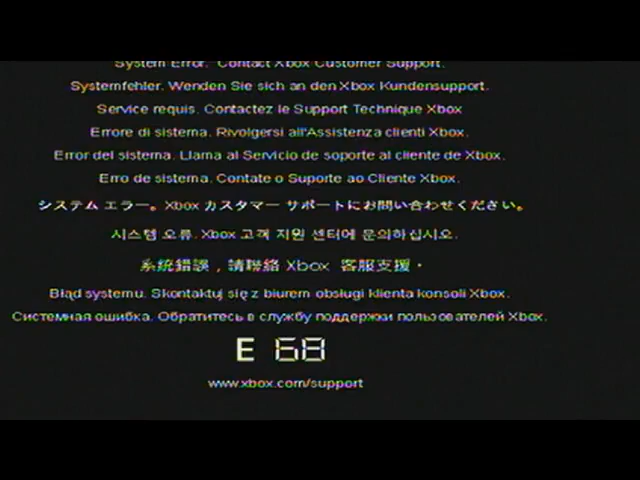 System Error. Contact Xbox Customer Support.
Systemfehler. Wenden Sie sich an den Xbox Kundensupport.
Service requis. Contactez le Support Technique Xbox
Errore di sistema. Rivolgersi all'Assistenza clienti Xbox.
Error del sistema. Llama al Servicio de soporte al cliente de Xbox.
Erro de sistema. Contate o Suporte ao Cliente Xbox.
システム エラー。Xbox カスタマー サポートにお問い合わせください。
시스템 오류. Xbox 고객 지원 센터에 문의하십시오.
系統錯誤，請聯絡 Xbox 客服支援。
Błąd systemu. Skontaktuj się z biurem obsługi klienta konsoli Xbox.
Системная ошибка. Обратитесь в службу поддержки пользователей Xbox.
E 68
www.xbox.com/support